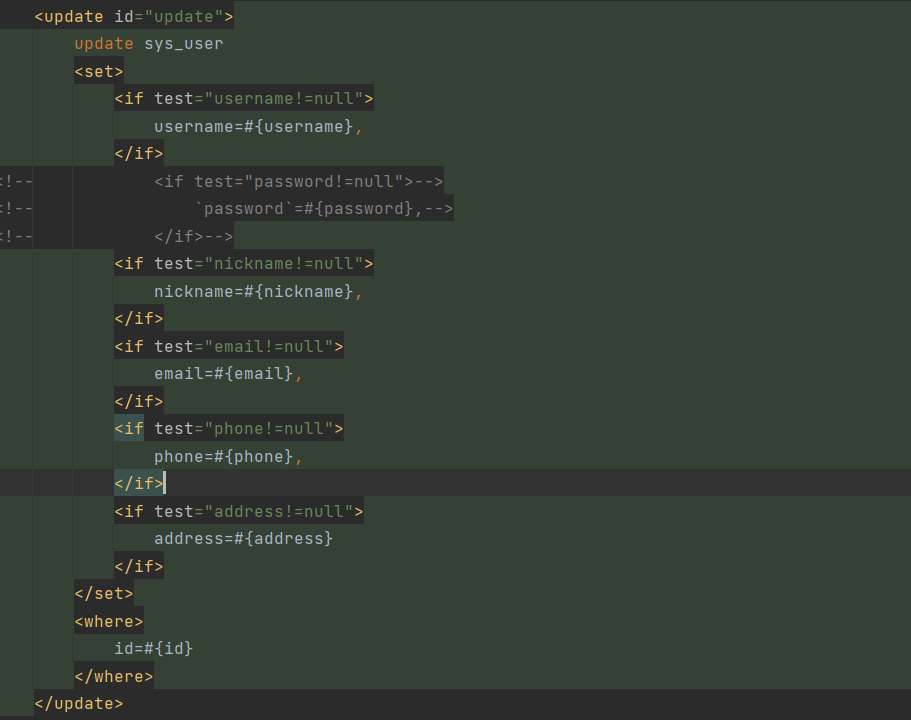 <update id="update">
    update sys_user
    <set>
        <if test="username!=null">
            username=#{username},
        </if>
<!--            <if test="password!=null">-->
<!--                `password`=#{password},-->
<!--            </if>-->
        <if test="nickname!=null">
            nickname=#{nickname},
        </if>
        <if test="email!=null">
            email=#{email},
        </if>
        <if test="phone!=null">
            phone=#{phone},
        </if>
        <if test="address!=null">
            address=#{address}
        </if>
    </set>
    <where>
        id=#{id}
    </where>
</update>